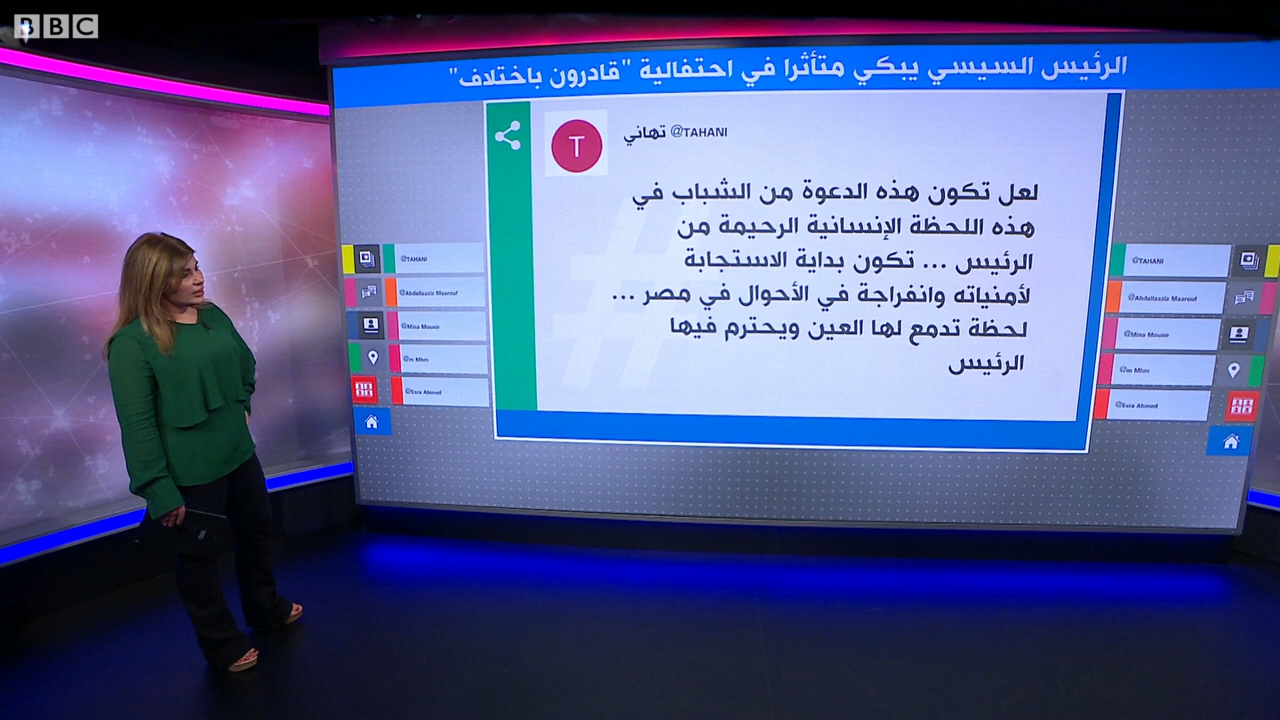 BBC
الرئيس السيسي يبكي متأثرا في احتفالية "قادرون باختلاف"
T
تهاني @TAHANI
لعل تكون هذه الدعوة من الشباب في
هذه اللحظة الإنسانية الرحيمة من
الرئيس ... تكون بداية الاستجابة
لأمنياته وانفراجة في الأحوال في مصر ...
لحظة تدمع لها العين ويحترم فيها
الرئيس
@TAHANI
@Abdellaaziz Maarouf
@Mina Mounir
@m Mhm
@Esra Ahmed
@TAHANI
@Abdellaaziz Maarouf
@Mina Mounir
@m Mhm
@Esra Ahmed